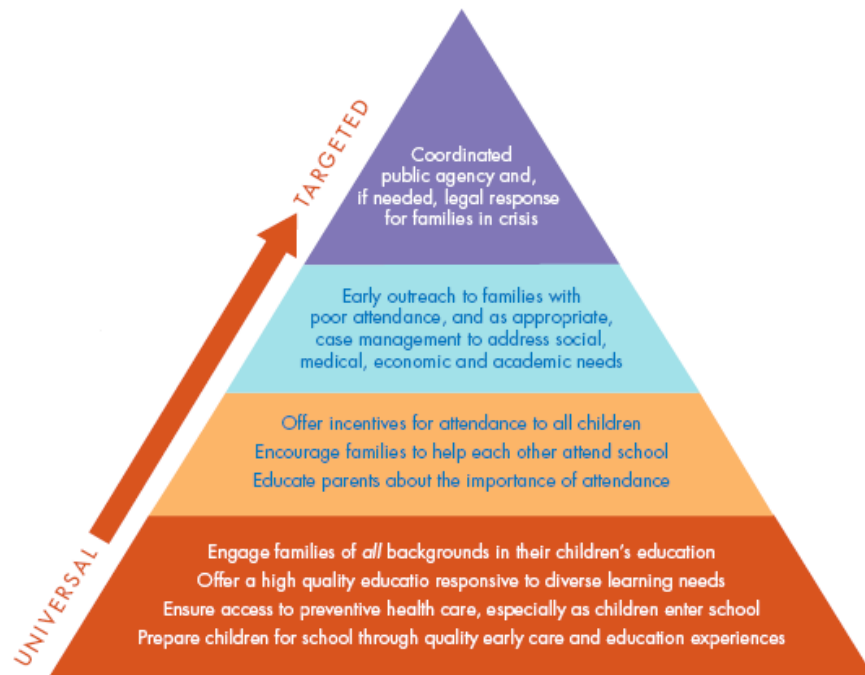 TARGETED
Coordinated
public agency and,
if needed, legal response
for families in crisis
Early outreach to families with
poor attendance, and as appropriate,
case management to address social,
medical, economic and academic needs
Offer incentives for attendance to all children
Encourage families to help each other attend school
Educate parents about the importance of attendance
Engage families of all backgrounds in their children's education
Offer a high quality educatio responsive to diverse learning needs
Ensure access to preventive health care, especially as children enter school
Prepare children for school through quality early care and education experiences
UNIVERSAL